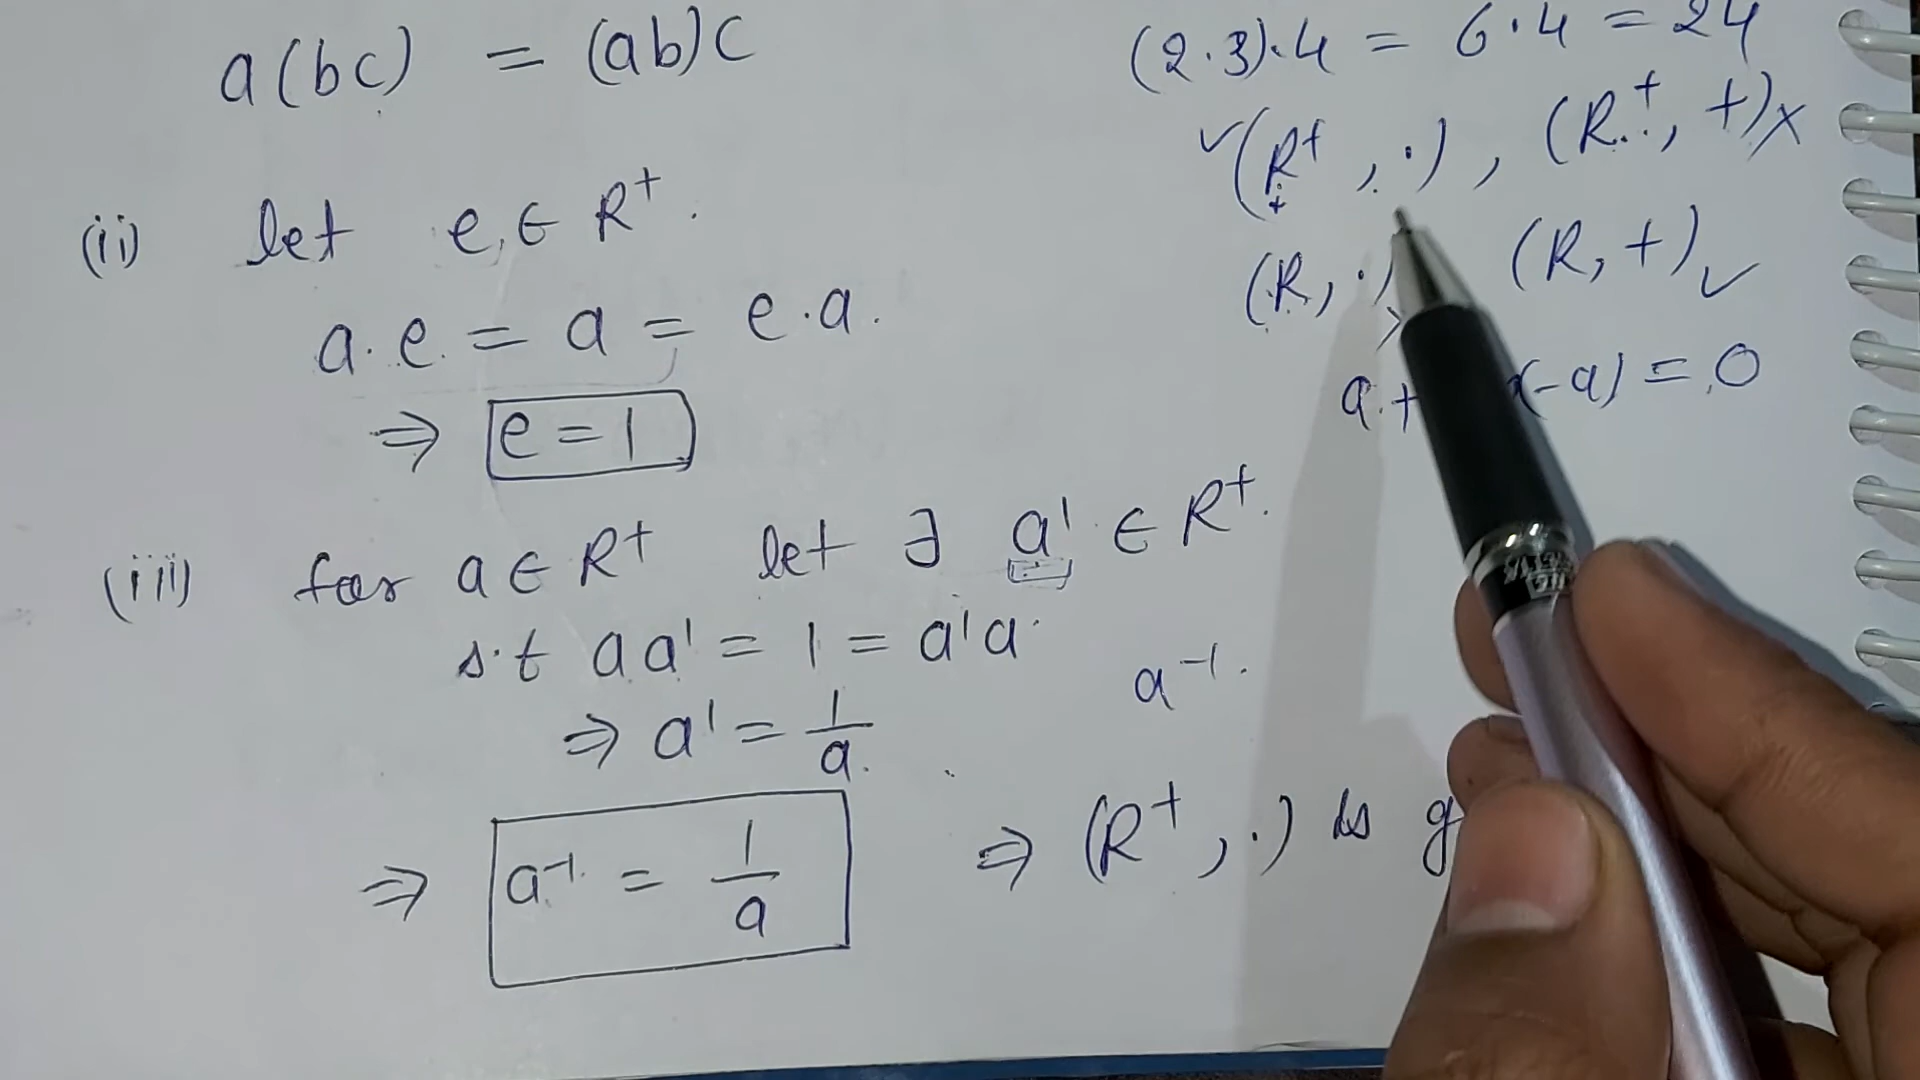 a(bc) = (ab)c
(2.3).4 = 6.4 = 24
✓(R⁺, ·), (R⁺, +)×
(ii) let e ∈ R⁺.
(R, ·) (R, +)✓
a.e = a = e.a.
a + (-a) = 0
⇒ e = 1
(iii) for a ∈ R⁺ let ∃ a' ∈ R⁺.
s.t aa' = 1 = a'a
a⁻¹.
⇒ a' = 1/a
⇒ a⁻¹ = 1/a ⇒ (R⁺, ·) is